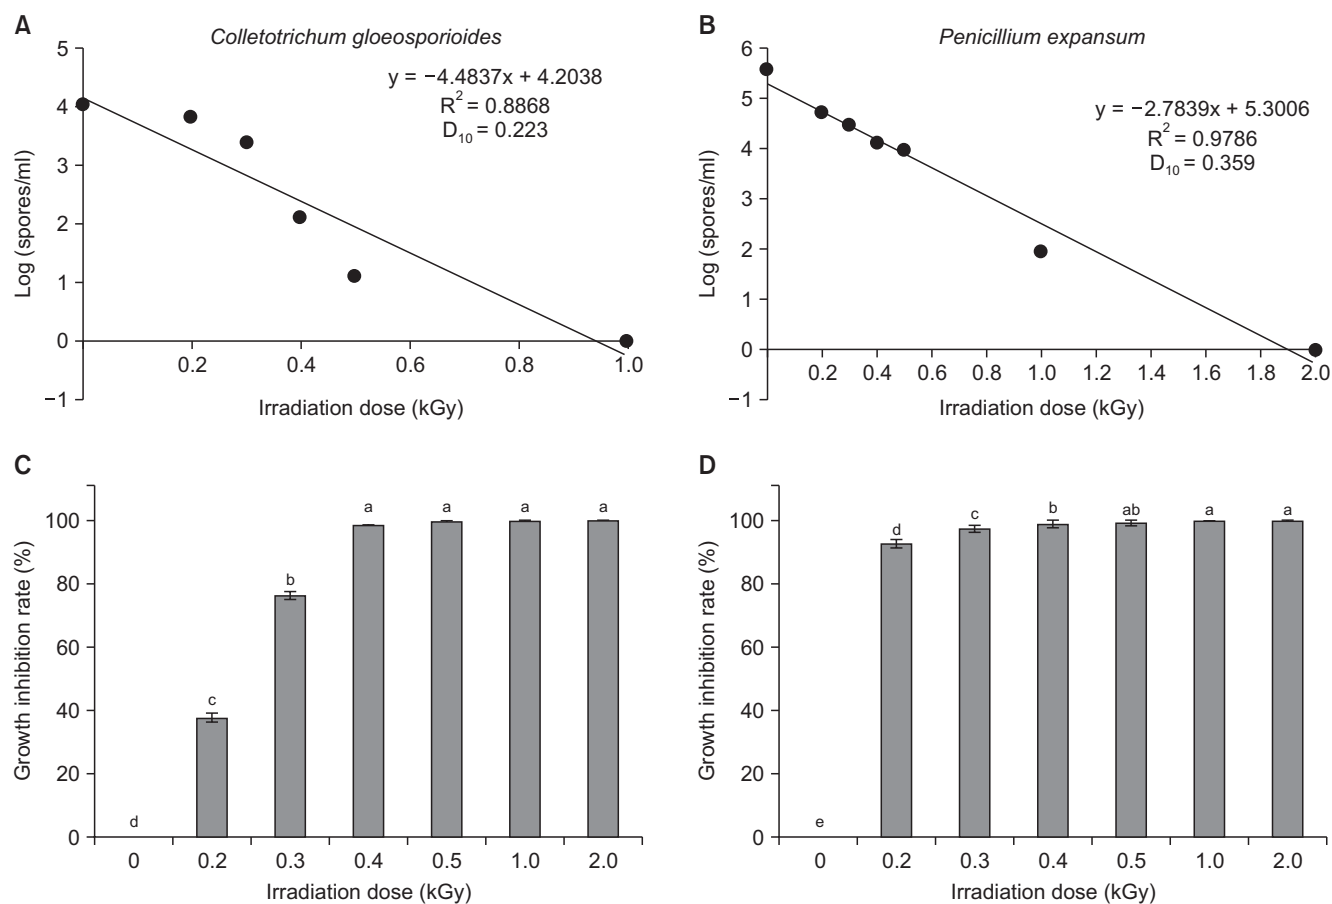 A
Colletotrichum gloeosporioides
y = −4.4837x + 4.2038
R2 = 0.8868
D10 = 0.223
Log (spores/ml)
5
4
3
2
1
0
−1
0.2 0.4 0.6 0.8 1.0
Irradiation dose (kGy)
B
Penicillium expansum
y = −2.7839x + 5.3006
R2 = 0.9786
D10 = 0.359
Log (spores/ml)
6
5
4
3
2
1
0
−1
0.2 0.4 0.6 0.8 1.0 1.2 1.4 1.6 1.8 2.0
Irradiation dose (kGy)
C
Growth inhibition rate (%)
100
80
60
40
20
0
d c b a a a a
0 0.2 0.3 0.4 0.5 1.0 2.0
Irradiation dose (kGy)
D
Growth inhibition rate (%)
100
80
60
40
20
0
e d c b ab a a
0 0.2 0.3 0.4 0.5 1.0 2.0
Irradiation dose (kGy)